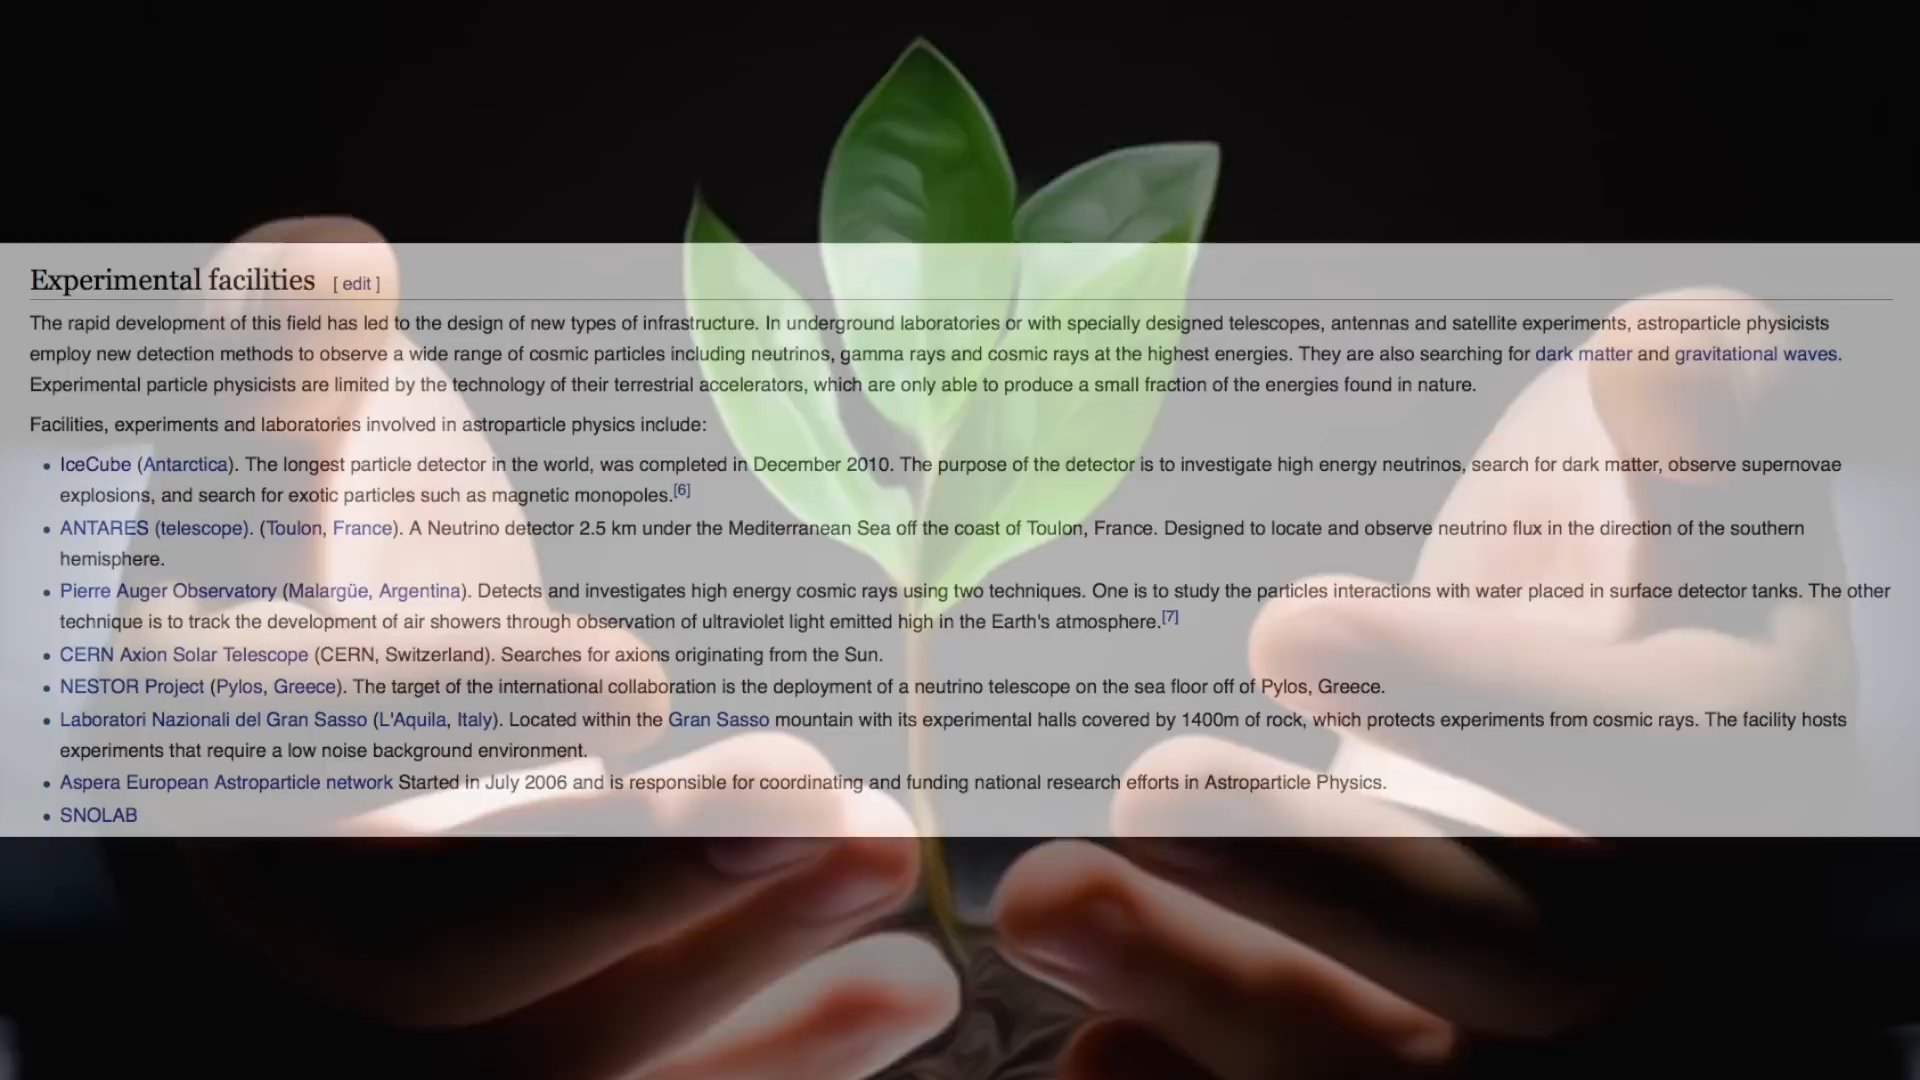 Experimental facilities [ edit ]
The rapid development of this field has led to the design of new types of infrastructure. In underground laboratories or with specially designed telescopes, antennas and satellite experiments, astroparticle physicists
employ new detection methods to observe a wide range of cosmic particles including neutrinos, gamma rays and cosmic rays at the highest energies. They are also searching for dark matter and gravitational waves.
Experimental particle physicists are limited by the technology of their terrestrial accelerators, which are only able to produce a small fraction of the energies found in nature.
Facilities, experiments and laboratories involved in astroparticle physics include:
• IceCube (Antarctica). The longest particle detector in the world, was completed in December 2010. The purpose of the detector is to investigate high energy neutrinos, search for dark matter, observe supernovae
explosions, and search for exotic particles such as magnetic monopoles.[6]
• ANTARES (telescope). (Toulon, France). A Neutrino detector 2.5 km under the Mediterranean Sea off the coast of Toulon, France. Designed to locate and observe neutrino flux in the direction of the southern
hemisphere.
• Pierre Auger Observatory (Malargüe, Argentina). Detects and investigates high energy cosmic rays using two techniques. One is to study the particles interactions with water placed in surface detector tanks. The other
technique is to track the development of air showers through observation of ultraviolet light emitted high in the Earth's atmosphere.[7]
• CERN Axion Solar Telescope (CERN, Switzerland). Searches for axions originating from the Sun.
• NESTOR Project (Pylos, Greece). The target of the international collaboration is the deployment of a neutrino telescope on the sea floor off of Pylos, Greece.
• Laboratori Nazionali del Gran Sasso (L'Aquila, Italy). Located within the Gran Sasso mountain with its experimental halls covered by 1400m of rock, which protects experiments from cosmic rays. The facility hosts
experiments that require a low noise background environment.
• Aspera European Astroparticle network Started in July 2006 and is responsible for coordinating and funding national research efforts in Astroparticle Physics.
• SNOLAB